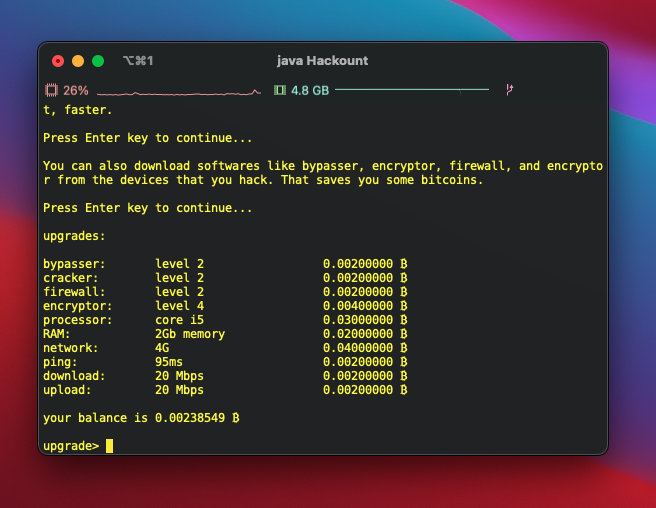 ⌥⌘1
java Hackount
26%
4.8 GB
t, faster.
Press Enter key to continue...
You can also download softwares like bypasser, encryptor, firewall, and encrypto
r from the devices that you hack. That saves you some bitcoins.
Press Enter key to continue...
upgrades:
bypasser: level 2 0.00200000 ₿
cracker: level 2 0.00200000 ₿
firewall: level 2 0.00200000 ₿
encryptor: level 4 0.00400000 ₿
processor: core i5 0.03000000 ₿
RAM: 2Gb memory 0.02000000 ₿
network: 4G 0.04000000 ₿
ping: 95ms 0.00200000 ₿
download: 20 Mbps 0.00200000 ₿
upload: 20 Mbps 0.00200000 ₿
your balance is 0.00238549 ₿
upgrade>